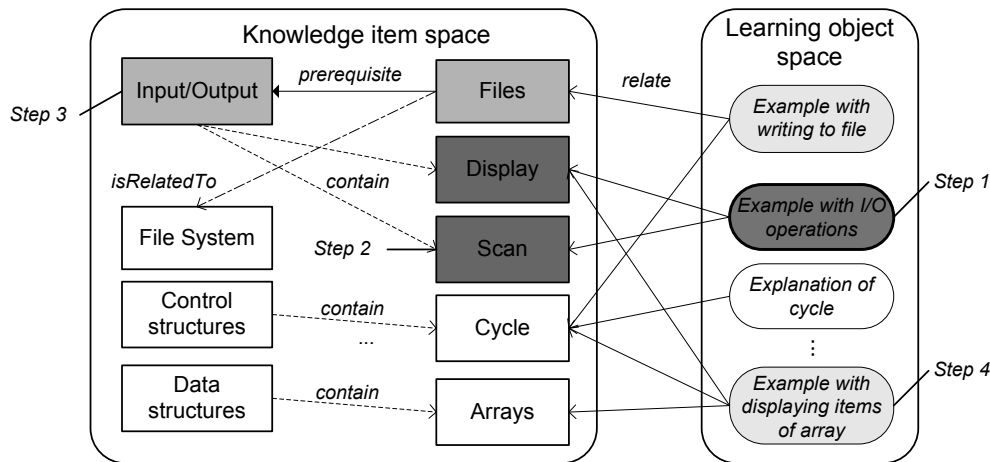 Knowledge item space
Learning object
space
Input/Output
prerequisite
Files
relate
Example with
writing to file
Step 3
Display
Step 1
isRelatedTo
contain
Example with I/O
operations
File System
Step 2
Scan
Control
structures
contain
...
Cycle
Explanation of
cycle
⋮
Step 4
Data
structures
contain
Arrays
Example with
displaying items
of array